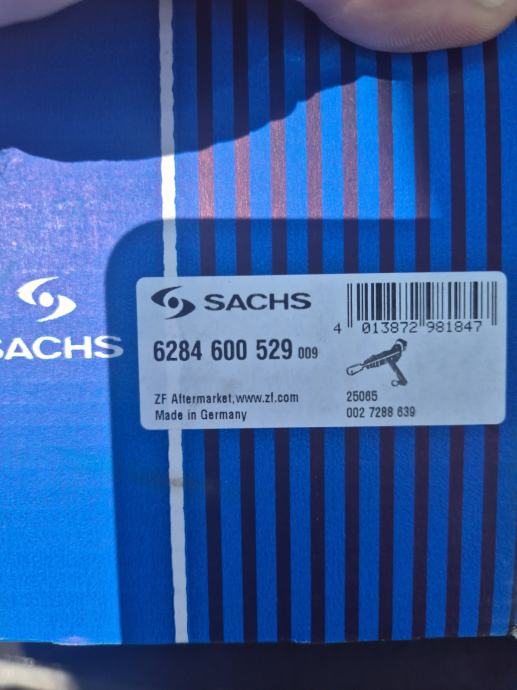 SACHS
SACHS
4 013872 981847
6284 600 529 009
ZF Aftermarket,www.zf.com
Made in Germany
25065
002 7288 639